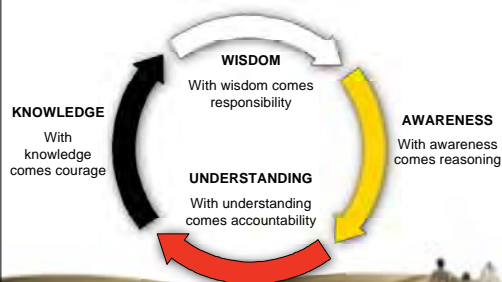 WISDOM
With wisdom comes
responsibility
AWARENESS
With awareness
comes reasoning
UNDERSTANDING
With understanding
comes accountability
KNOWLEDGE
With
knowledge
comes courage